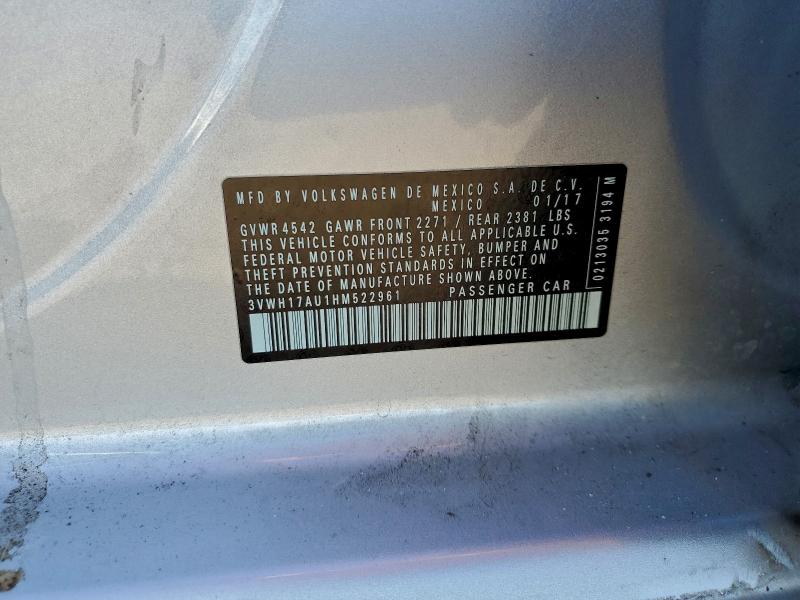 MFD BY VOLKSWAGEN DE MEXICO S.A. DE C.V.
MEXICO 01/17
GVWR 4542 GAWR FRONT 2271 / REAR 2381 LBS
THIS VEHICLE CONFORMS TO ALL APPLICABLE U.S.
FEDERAL MOTOR VEHICLE SAFETY, BUMPER AND
THEFT PREVENTION STANDARDS IN EFFECT ON
THE DATE OF MANUFACTURE SHOWN ABOVE.
3VWH17AU1HM522961 PASSENGER CAR
0213035 3194 M